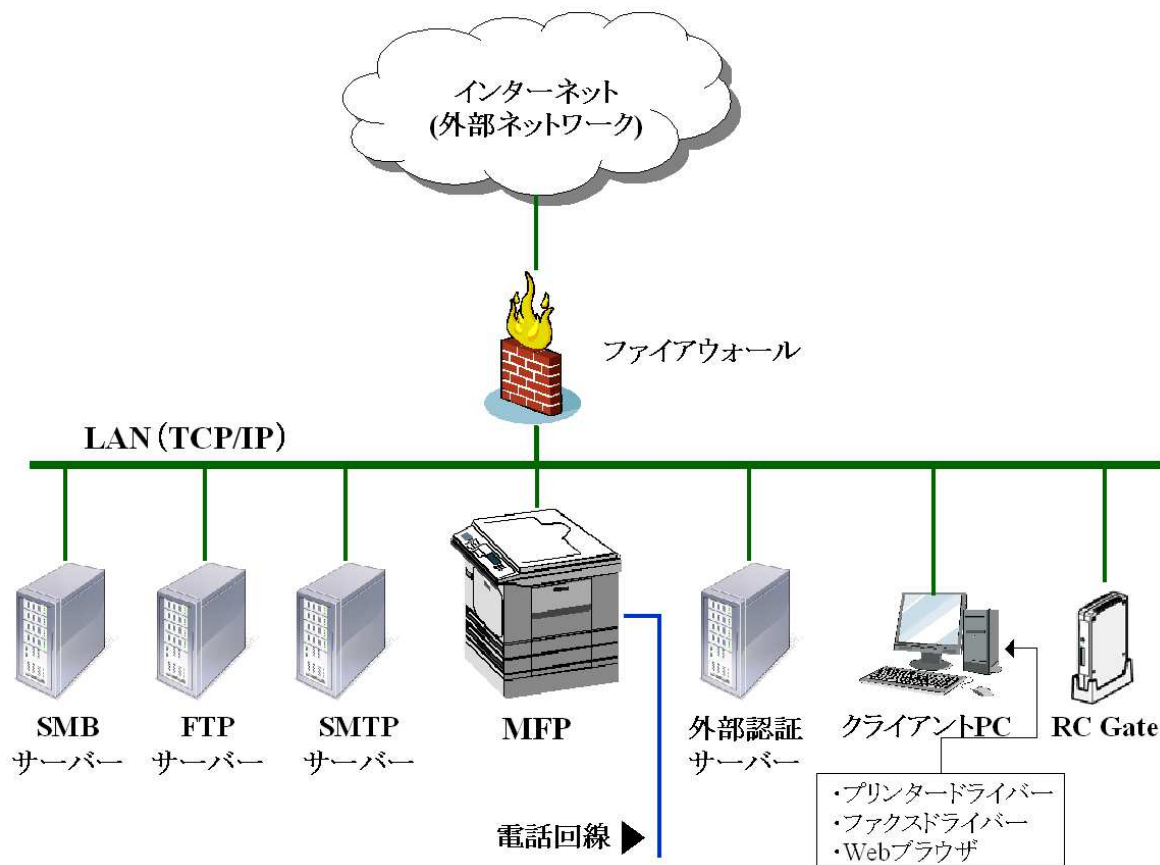 インターネット
(外部ネットワーク)
ファイアウォール
LAN(TCP/IP)
SMB
サーバー
FTP
サーバー
SMTP
サーバー
MFP
外部認証
サーバー
クライアントPC
RC Gate
・プリンタードライバー
・ファクスドライバー
・Webブラウザ
電話回線 ▶